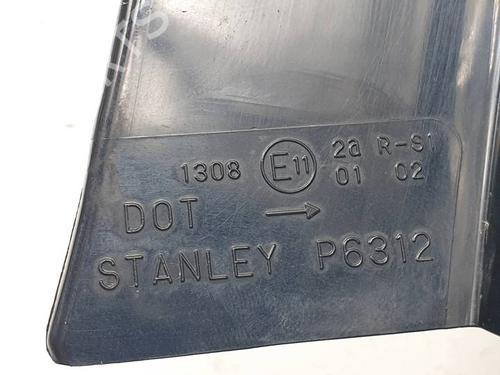 1308 E11 2a R-S1
01 02
DOT →
STANLEY P6312